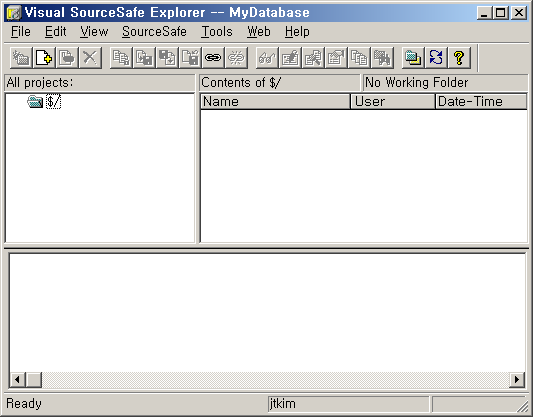 Visual SourceSafe Explorer -- MyDatabase
File Edit View SourceSafe Tools Web Help
All projects: Contents of $/ No Working Folder
$/ Name User Date-Time
Ready jtkim